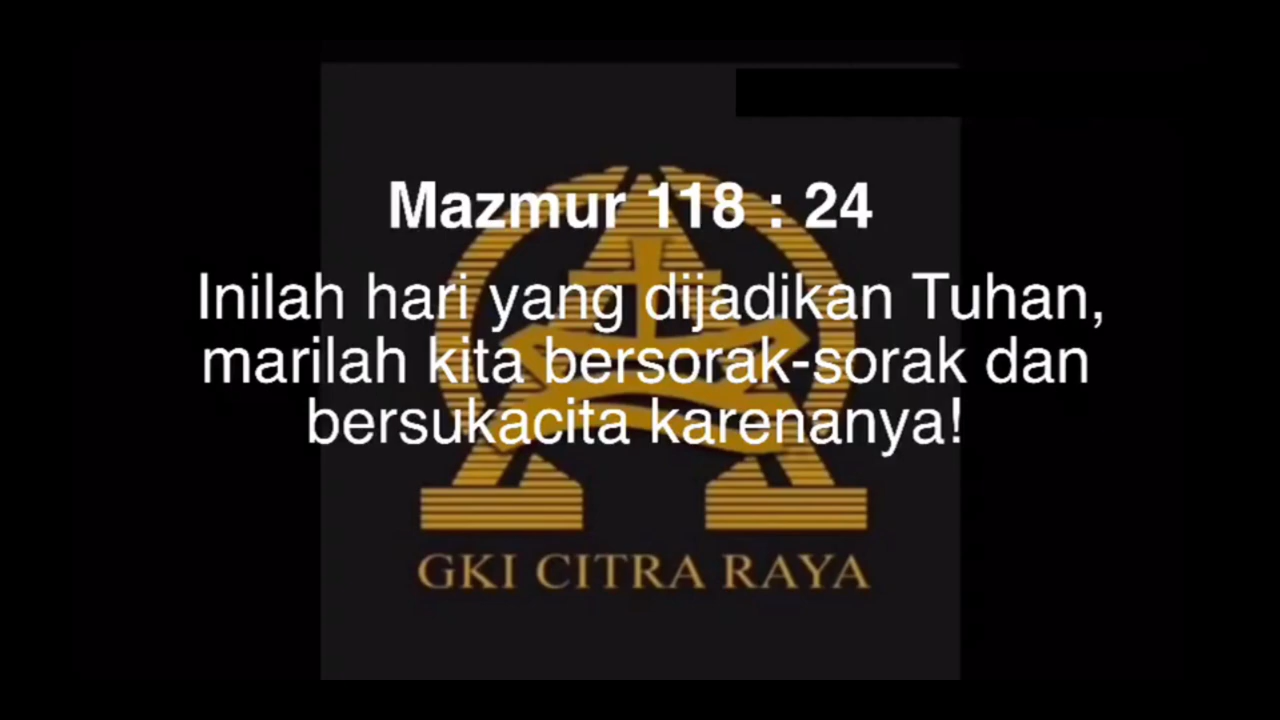 Mazmur 118 : 24
Inilah hari yang dijadikan Tuhan,
marilah kita bersorak-sorak dan
bersukacita karenanya!
GKI CITRA RAYA